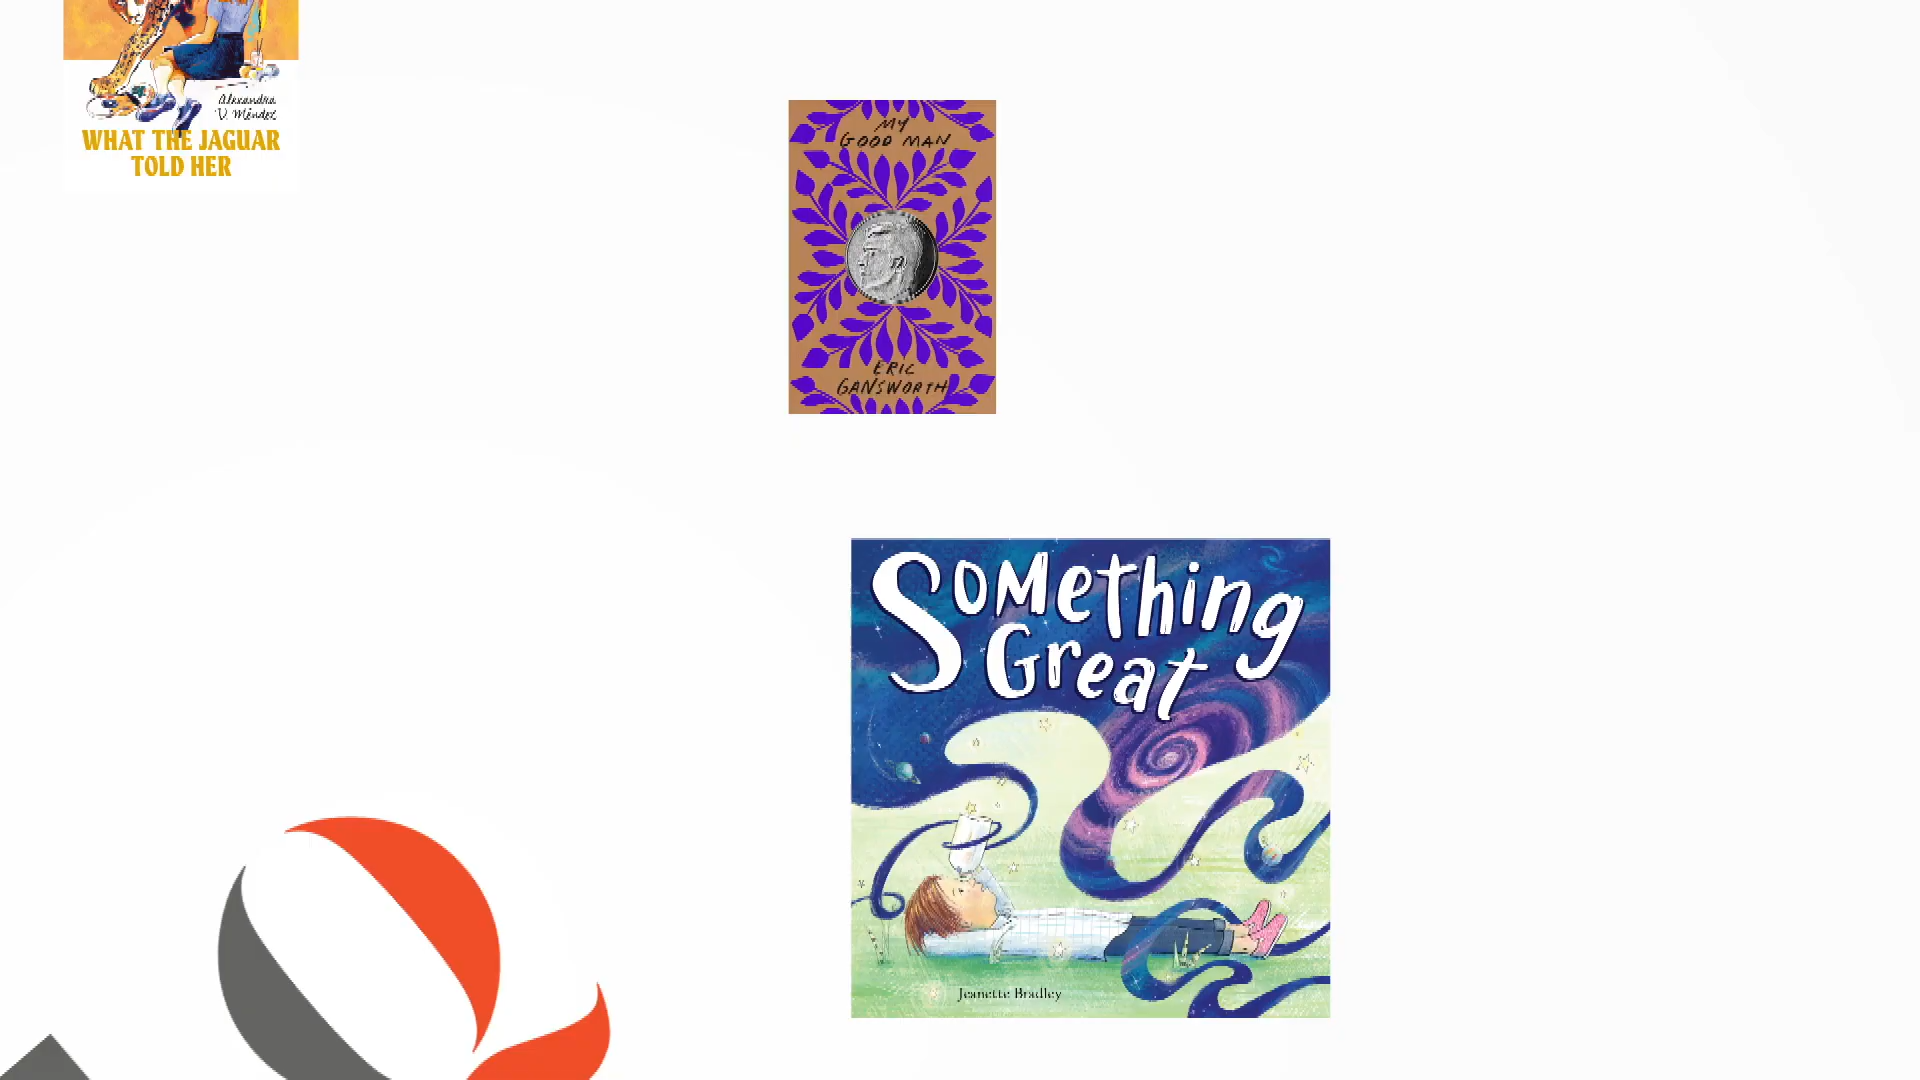 Alexandra
V. Méndez
WHAT THE JAGUAR
TOLD HER
MY
GOOD MAN
ERIC
GANSWORTH
Something
Great
Jeanette Bradley